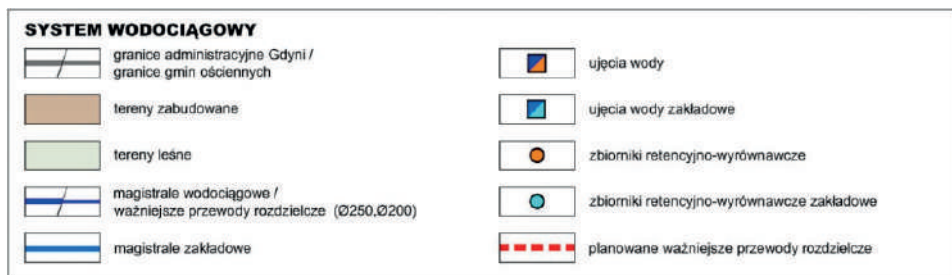 SYSTEM WODOCIĄGOWY
granice administracyjne Gdyni /
granice gmin ościennych
tereny zabudowane
tereny leśne
magistrale wodociągowe /
ważniejsze przewody rozdzielcze (Ø250,Ø200)
magistrale zakładowe
ujęcia wody
ujęcia wody zakładowe
zbiorniki retencyjno-wyrównawcze
zbiorniki retencyjno-wyrównawcze zakładowe
planowane ważniejsze przewody rozdzielcze